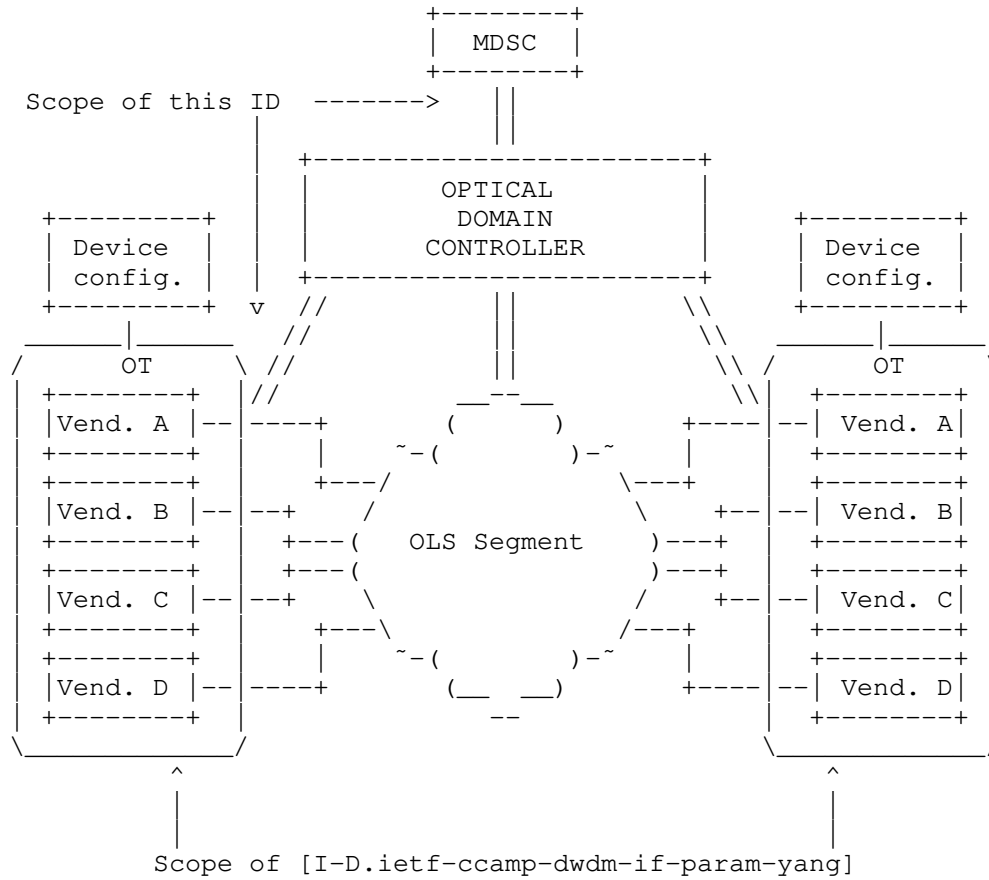 MDSC
Scope of this ID
OPTICAL
DOMAIN
CONTROLLER
Device
config.
Device
config.
OT
OT
Vend. A
Vend. A
Vend. B
Vend. B
OLS Segment
Vend. C
Vend. C
Vend. D
Vend. D
Scope of [I-D.ietf-ccamp-dwdm-if-param-yang]